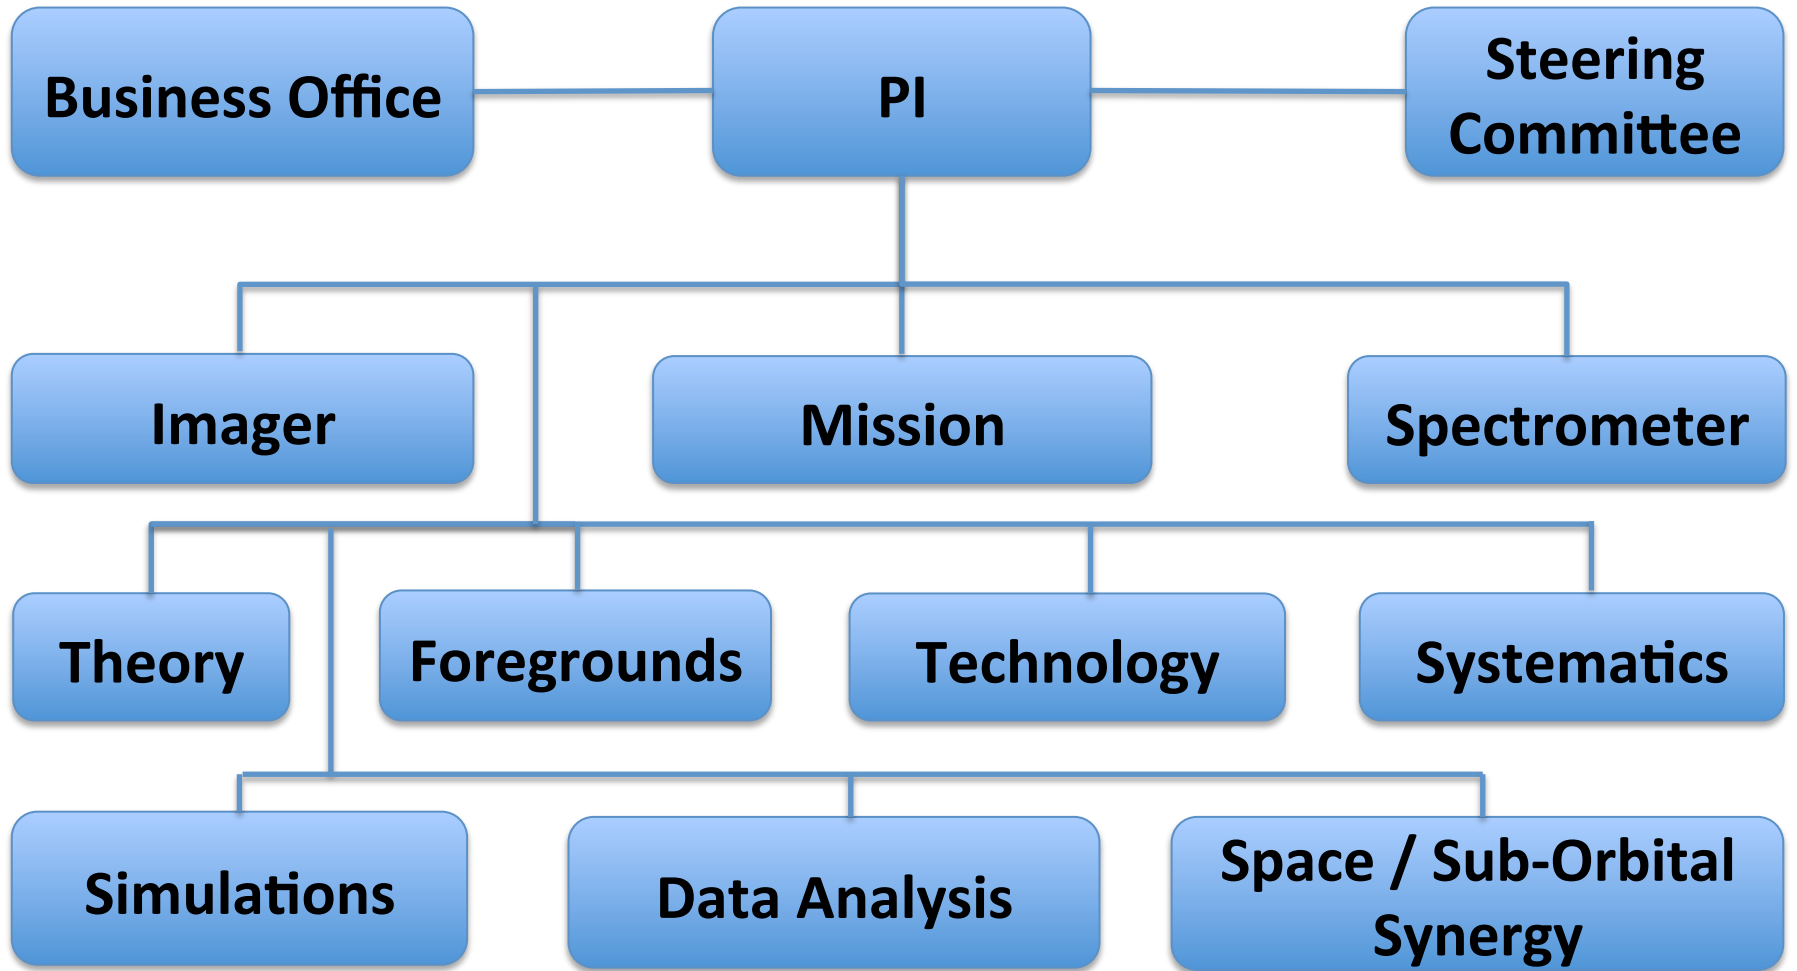 Business Office
PI
Steering
Committee
Imager
Mission
Spectrometer
Theory
Foregrounds
Technology
Systematics
Simulations
Data Analysis
Space / Sub-Orbital
Synergy